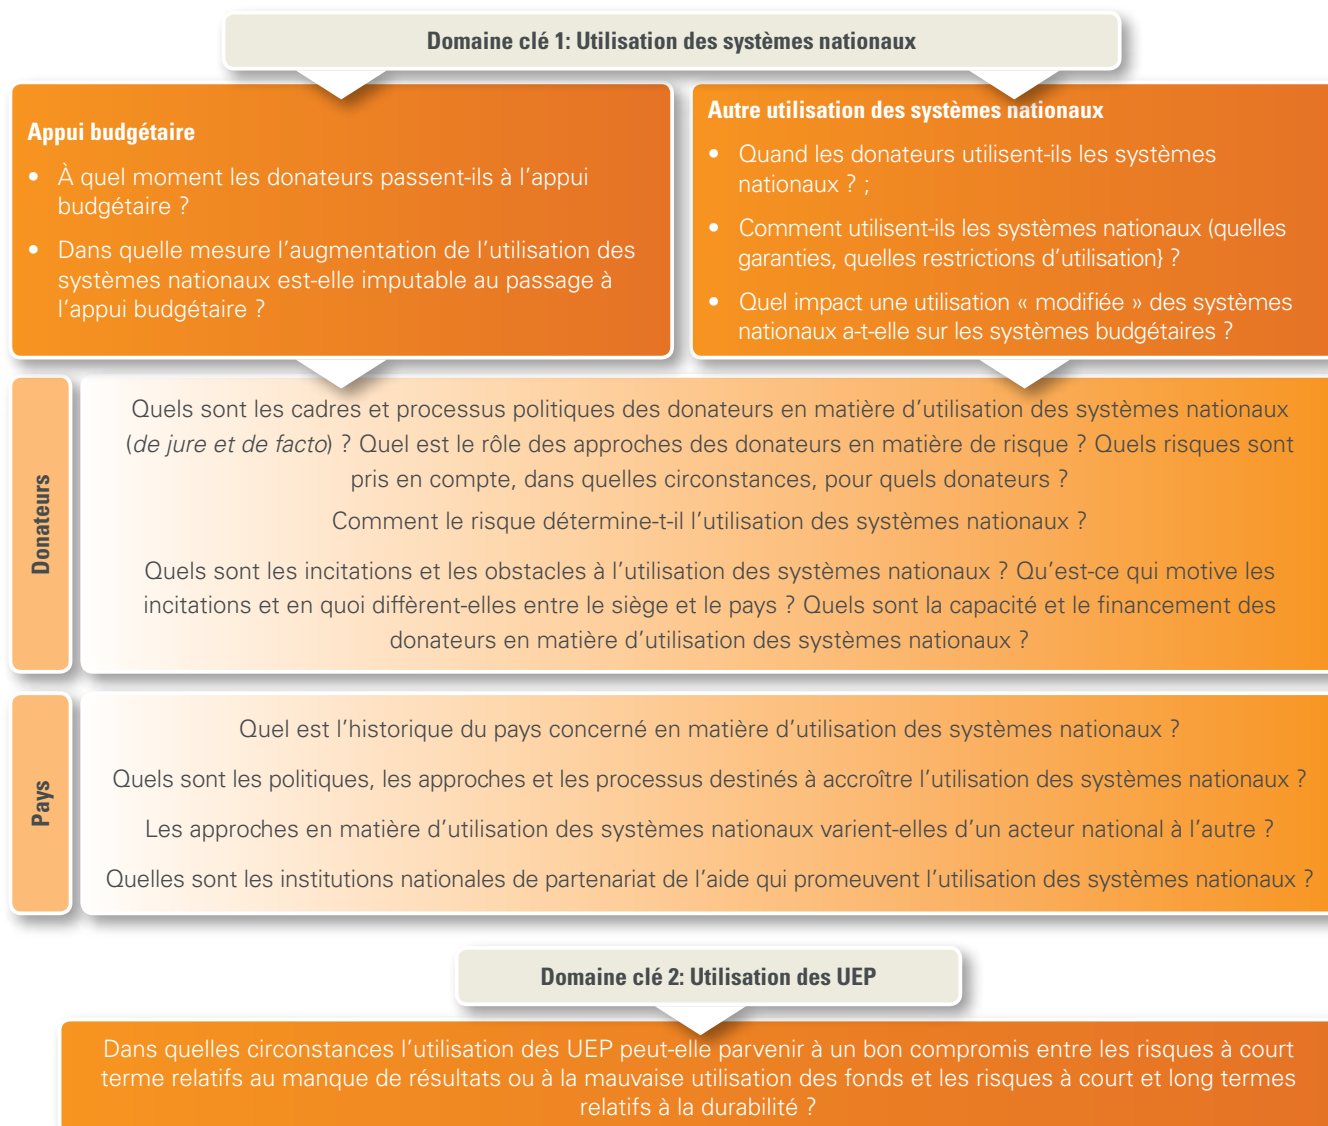 Domaine clé 1: Utilisation des systèmes nationaux
Appui budgétaire
• À quel moment les donateurs passent-ils à l’appui
budgétaire ?
• Dans quelle mesure l’augmentation de l’utilisation des
systèmes nationaux est-elle imputable au passage à
l’appui budgétaire ?
Autre utilisation des systèmes nationaux
• Quand les donateurs utilisent-ils les systèmes
nationaux ? ;
• Comment utilisent-ils les systèmes nationaux (quelles
garanties, quelles restrictions d’utilisation} ?
• Quel impact une utilisation « modifiée » des systèmes
nationaux a-t-elle sur les systèmes budgétaires ?
Donateurs
Quels sont les cadres et processus politiques des donateurs en matière d’utilisation des systèmes nationaux
(de jure et de facto) ? Quel est le rôle des approches des donateurs en matière de risque ? Quels risques sont
pris en compte, dans quelles circonstances, pour quels donateurs ?
Comment le risque détermine-t-il l’utilisation des systèmes nationaux ?
Quels sont les incitations et les obstacles à l’utilisation des systèmes nationaux ? Qu’est-ce qui motive les
incitations et en quoi diffèrent-elles entre le siège et le pays ? Quels sont la capacité et le financement des
donateurs en matière d’utilisation des systèmes nationaux ?
Pays
Quel est l’historique du pays concerné en matière d’utilisation des systèmes nationaux ?
Quels sont les politiques, les approches et les processus destinés à accroître l’utilisation des systèmes nationaux ?
Les approches en matière d’utilisation des systèmes nationaux varient-elles d’un acteur national à l’autre ?
Quelles sont les institutions nationales de partenariat de l’aide qui promeuvent l’utilisation des systèmes nationaux ?
Domaine clé 2: Utilisation des UEP
Dans quelles circonstances l’utilisation des UEP peut-elle parvenir à un bon compromis entre les risques à court
terme relatifs au manque de résultats ou à la mauvaise utilisation des fonds et les risques à court et long termes
relatifs à la durabilité ?